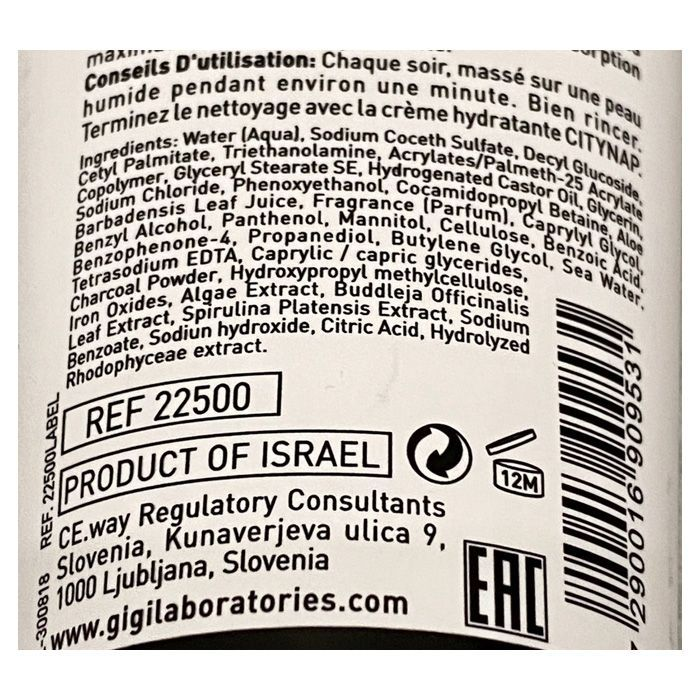 Conseils D'utilisation: Chaque soir, massé sur une peau
humide pendant environ une minute. Bien rincer.
Terminez le nettoyage avec la crème hydratante CITYNAP.
Ingredients: Water (Aqua), Sodium Coceth Sulfate, Decyl Glucoside,
Cetyl Palmitate, Triethanolamine, Acrylates/Palmeth-25 Acrylate
Copolymer, Glyceryl Stearate SE, Hydrogenated Castor Oil, Glycerin,
Sodium Chloride, Phenoxyethanol, Cocamidopropyl Betaine, Aloe
Barbadensis Leaf Juice, Fragrance (Parfum), Caprylyl Glycol,
Benzyl Alcohol, Panthenol, Mannitol, Cellulose, Benzoic Acid,
Benzophenone-4, Propanediol, Butylene Glycol, Sea Water,
Tetrasodium EDTA, Caprylic / capric glycerides,
Charcoal Powder, Hydroxypropyl methylcellulose,
Iron Oxides, Algae Extract, Buddleja Officinalis
Leaf Extract, Spirulina Platensis Extract, Sodium
Benzoate, Sodiun hydroxide, Citric Acid, Hydrolyzed
Rhodophyceae extract.
REF 22500
PRODUCT OF ISRAEL
12M
CE.way Regulatory Consultants
Slovenia, Kunaverjeva ulica 9,
1000 Ljubljana, Slovenia
www.gigilaboratories.com
EAC
-300818 REF. 22500LABEL
290016 909531